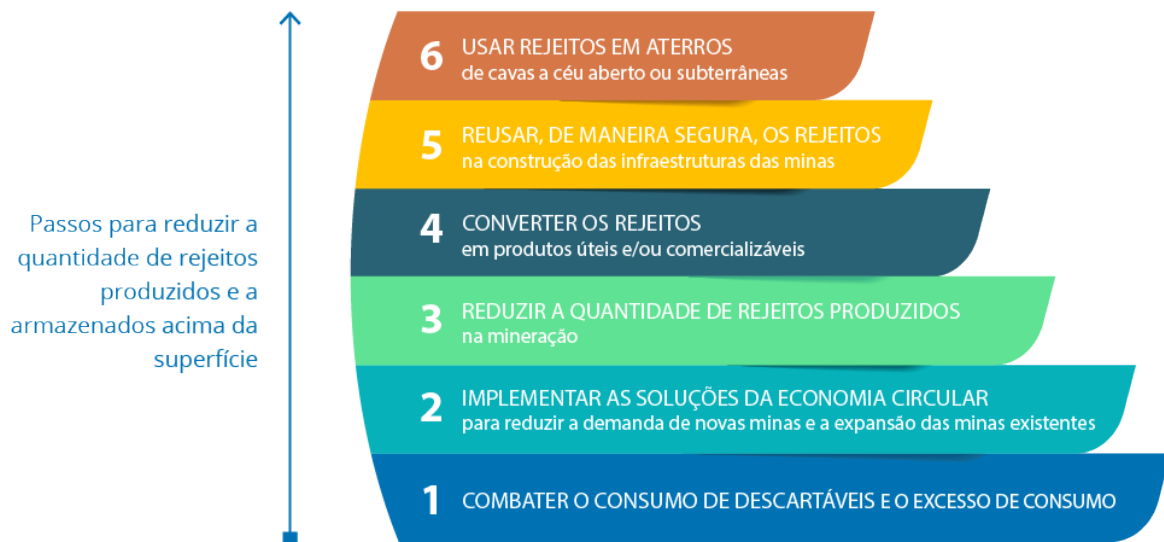 6 USAR REJEITOS EM ATERROS
de cavas a céu aberto ou subterrâneas
5 REUSAR, DE MANEIRA SEGURA, OS REJEITOS
na construção das infraestruturas das minas
Passos para reduzir a
quantidade de rejeitos
produzidos e a
armazenados acima da
superfície
4 CONVERTER OS REJEITOS
em produtos úteis e/ou comercializáveis
3 REDUZIR A QUANTIDADE DE REJEITOS PRODUZIDOS
na mineração
2 IMPLEMENTAR AS SOLUÇÕES DA ECONOMIA CIRCULAR
para reduzir a demanda de novas minas e a expansão das minas existentes
1 COMBATER O CONSUMO DE DESCARTÁVEIS E O EXCESSO DE CONSUMO